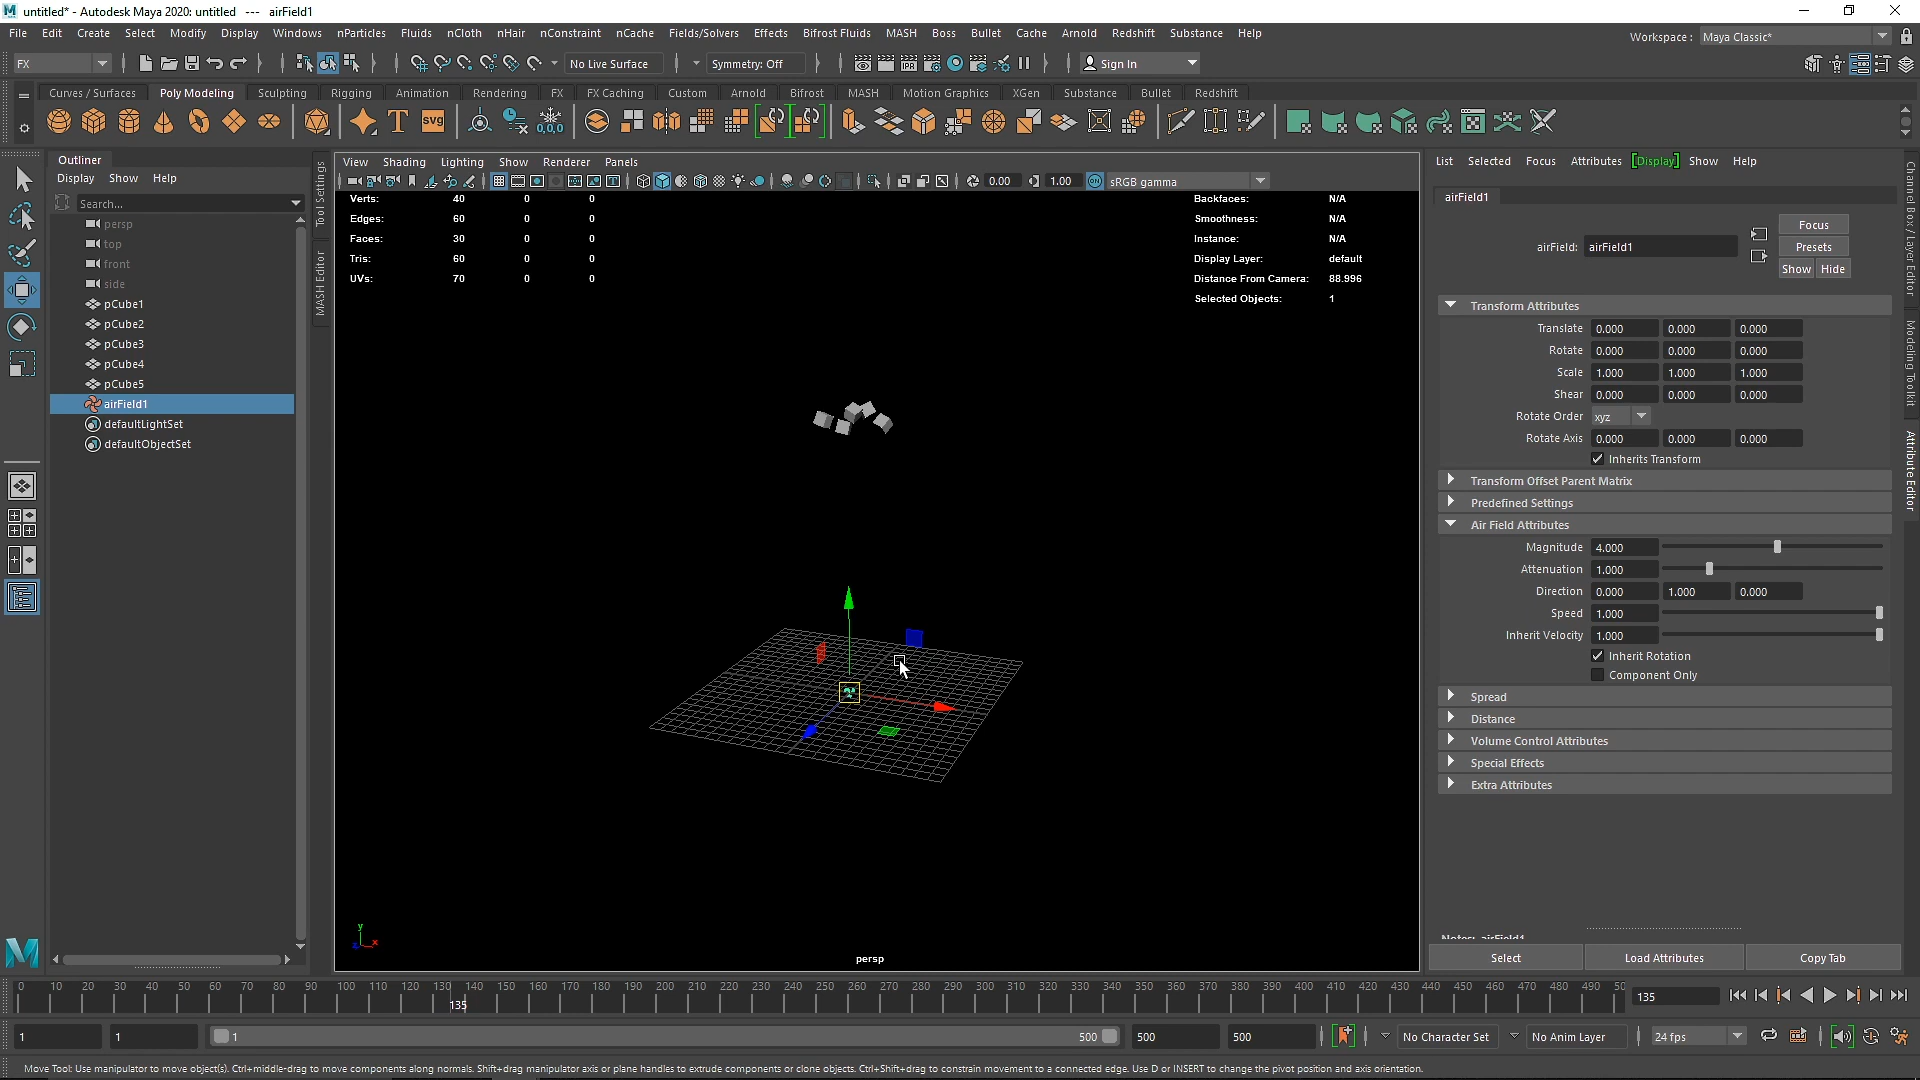 untitled* - Autodesk Maya 2020: untitled --- airField1
File Edit Create Select Modify Display Windows nParticles Fluids nCloth nHair nConstraint nCache Fields/Solvers Effects Bifrost Fluids MASH Boss Bullet Cache Arnold Redshift Substance Help
Workspace : Maya Classic*
FX No Live Surface Symmetry: Off Sign In
Curves / Surfaces Poly Modeling Sculpting Rigging Animation Rendering FX FX Caching Custom Arnold Bifrost MASH Motion Graphics XGen Substance Bullet Redshift
SVG
0,0,0
Outliner
Display Show Help
Search...
persp
top
front
side
pCube1
pCube2
pCube3
pCube4
pCube5
airField1
defaultLightSet
defaultObjectSet
Tool Settings
MASH Editor
View Shading Lighting Show Renderer Panels
0.00 1.00 ON sRGB gamma
Verts: 40 0 0
Edges: 60 0 0
Faces: 30 0 0
Tris: 60 0 0
UVs: 70 0 0
Backfaces: N/A
Smoothness: N/A
Instance: N/A
Display Layer: default
Distance From Camera: 88.996
Selected Objects: 1
y
x
z
persp
List Selected Focus Attributes Display Show Help
airField1
airField: airField1
Focus
Presets
Show Hide
Transform Attributes
Translate 0.000 0.000 0.000
Rotate 0.000 0.000 0.000
Scale 1.000 1.000 1.000
Shear 0.000 0.000 0.000
Rotate Order xyz
Rotate Axis 0.000 0.000 0.000
Inherits Transform
Transform Offset Parent Matrix
Predefined Settings
Air Field Attributes
Magnitude 4.000
Attenuation 1.000
Direction 0.000 1.000 0.000
Speed 1.000
Inherit Velocity 1.000
Inherit Rotation
Component Only
Spread
Distance
Volume Control Attributes
Special Effects
Extra Attributes
Notes: airField1
Select Load Attributes Copy Tab
Channel Box / Layer Editor
Modeling Toolkit
Attribute Editor
0 10 20 30 40 50 60 70 80 90 100 110 120 130 140 150 160 170 180 190 200 210 220 230 240 250 260 270 280 290 300 310 320 330 340 350 360 370 380 390 400 410 420 430 440 450 460 470 480 490 50
135
135
1 1 1 500 500 500 No Character Set No Anim Layer 24 fps
Move Tool: Use manipulator to move object(s). Ctrl+middle-drag to move components along normals. Shift+drag manipulator axis or plane handles to extrude components or clone objects. Ctrl+Shift+drag to constrain movement to a connected edge. Use D or INSERT to change the pivot position and axis orientation.